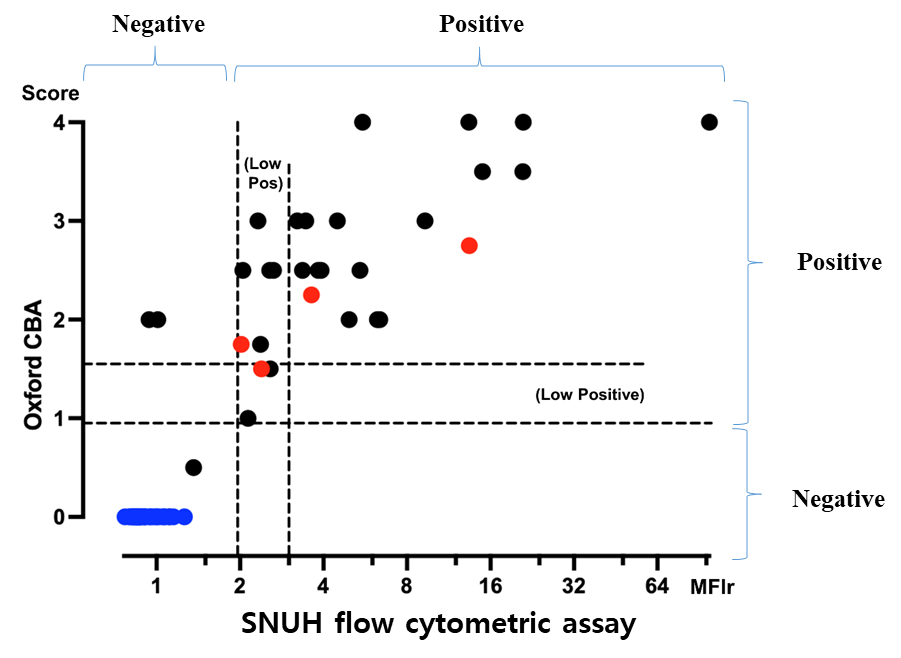 Negative
Positive
Score
4
(Low
Pos)
3
Positive
2
Oxford CBA
(Low Positive)
1
Negative
0
1 2 4 8 16 32 64 MFIr
SNUH flow cytometric assay